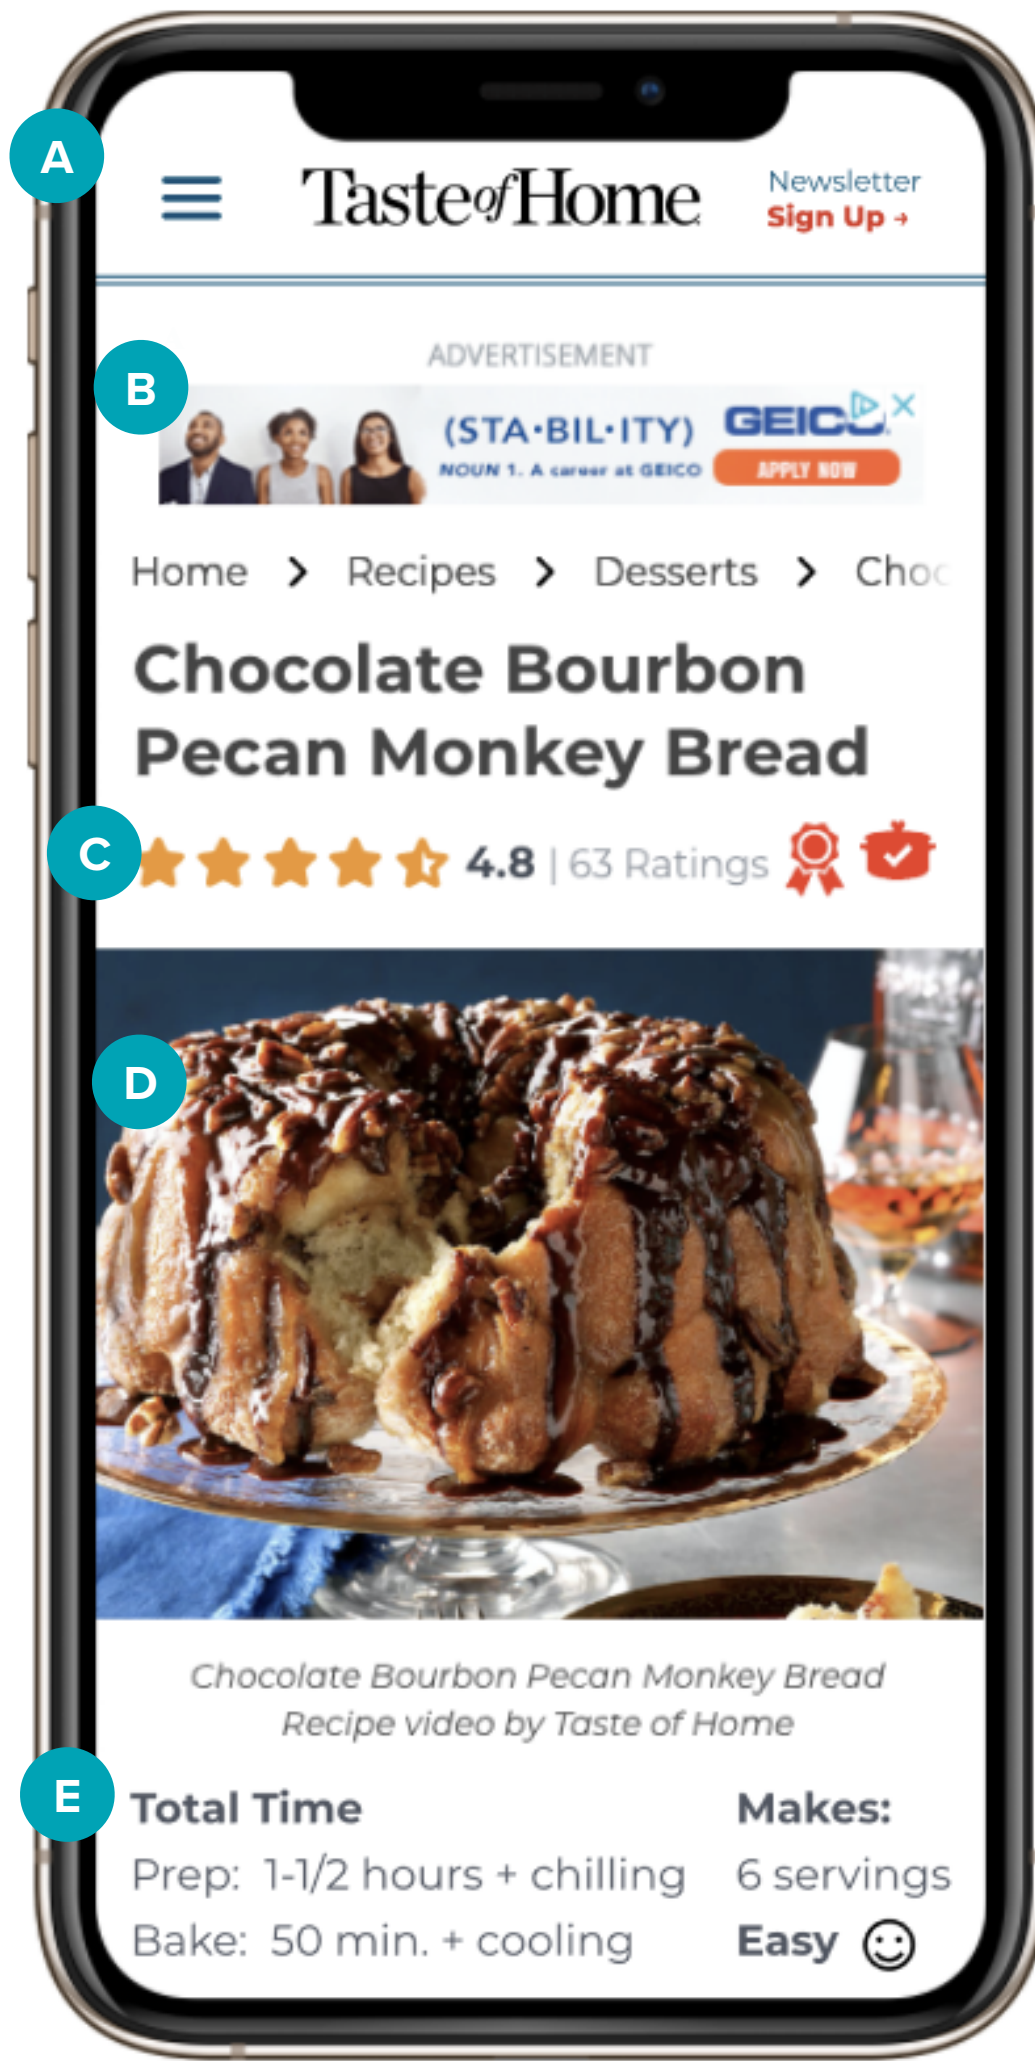 A
Taste of Home
Newsletter
Sign Up →
ADVERTISEMENT
B
(STA•BIL•ITY)
NOUN 1. A career at GEICO
GEICO
APPLY NOW
Home > Recipes > Desserts > Choc
Chocolate Bourbon
Pecan Monkey Bread
C
4.8 | 63 Ratings
D
Chocolate Bourbon Pecan Monkey Bread
Recipe video by Taste of Home
E
Total Time
Prep: 1-1/2 hours + chilling
Bake: 50 min. + cooling
Makes:
6 servings
Easy